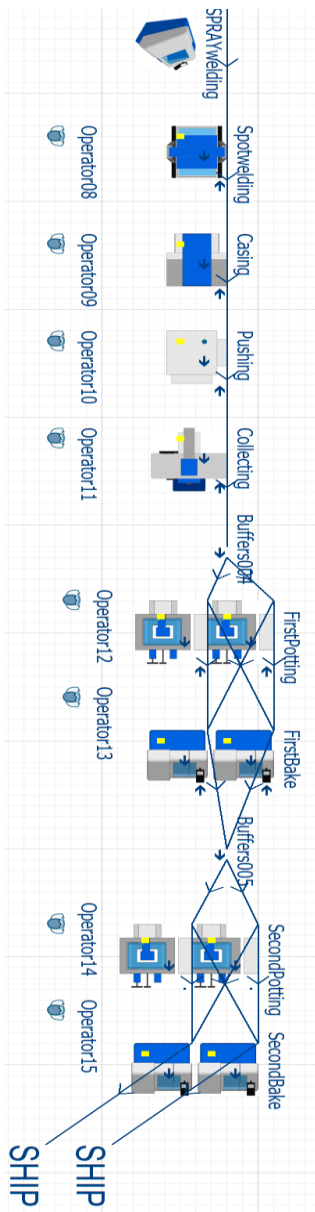 SPRAYwelding
Spotwelding
Operator08
Casing
Operator09
Pushing
Operator10
Collecting
Operator11
Buffers004
FirstPotting
Operator12
FirstBake
Operator13
Buffers005
SecondPotting
Operator14
SecondBake
Operator15
SHIP
SHIP